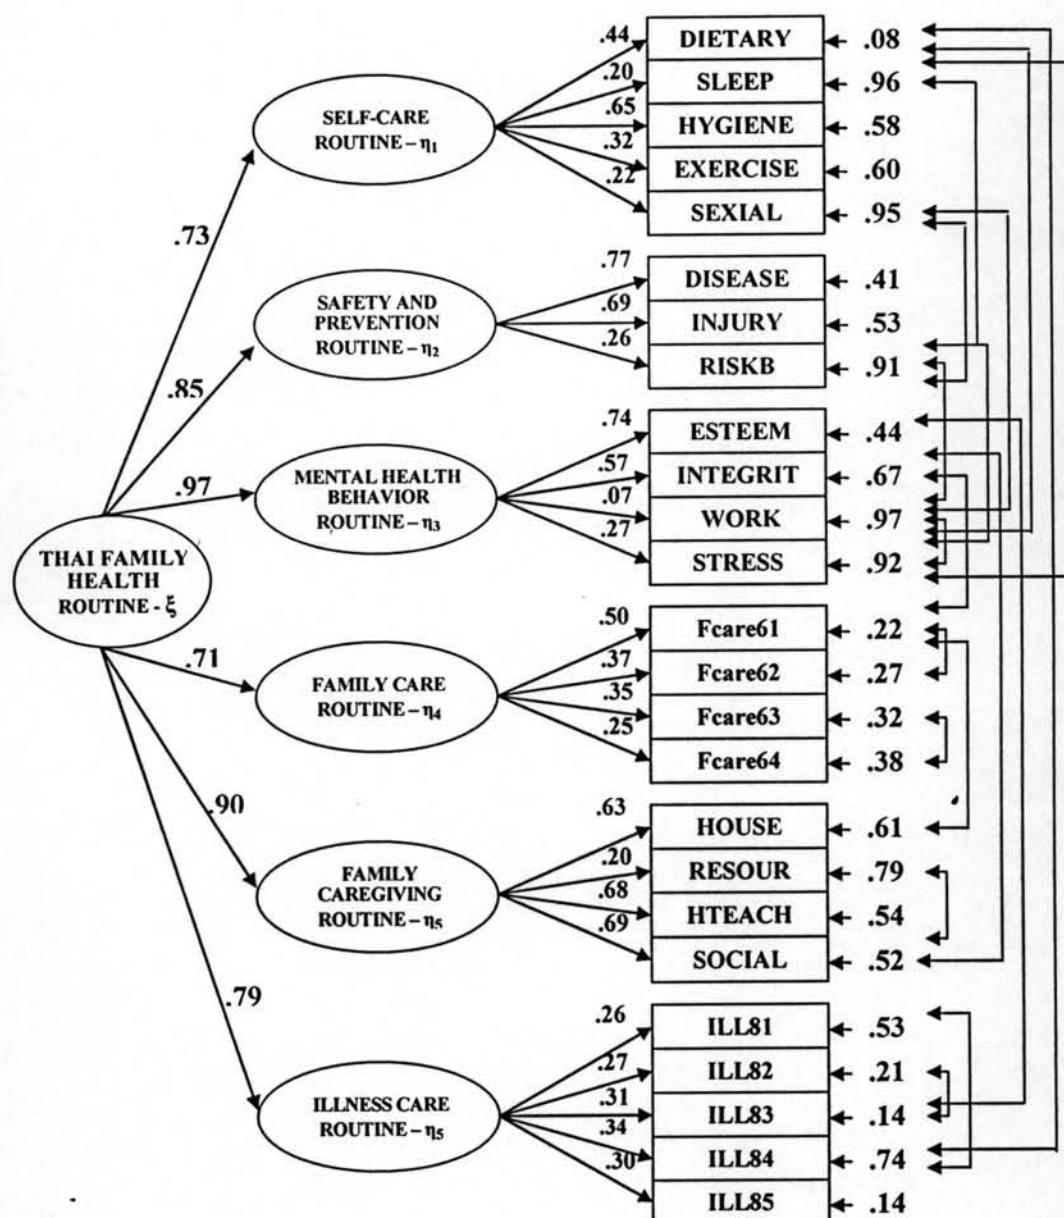 .44
DIETARY
.08
.20
SLEEP
.96
SELF-CARE
ROUTINE – η1
.65
HYGIENE
.58
.32
EXERCISE
.60
.22
SEXIAL
.95
.73
.77
DISEASE
.41
SAFETY AND
PREVENTION
ROUTINE – η2
.69
INJURY
.53
.26
RISKB
.91
.85
.74
ESTEEM
.44
.57
INTEGRIT
.67
MENTAL HEALTH
BEHAVIOR
ROUTINE – η3
.07
WORK
.97
.27
STRESS
.92
.97
THAI FAMILY
HEALTH
ROUTINE - ξ
.50
Fcare61
.22
.37
Fcare62
.27
FAMILY CARE
ROUTINE – η4
.35
Fcare63
.32
.25
Fcare64
.38
.71
.63
HOUSE
.61
.20
RESOUR
.79
FAMILY
CAREGIVING
ROUTINE – η5
.68
HTEACH
.54
.69
SOCIAL
.52
.90
.26
ILL81
.53
.27
ILL82
.21
ILLNESS CARE
ROUTINE – η5
.31
ILL83
.14
.34
ILL84
.74
.30
ILL85
.14
.79